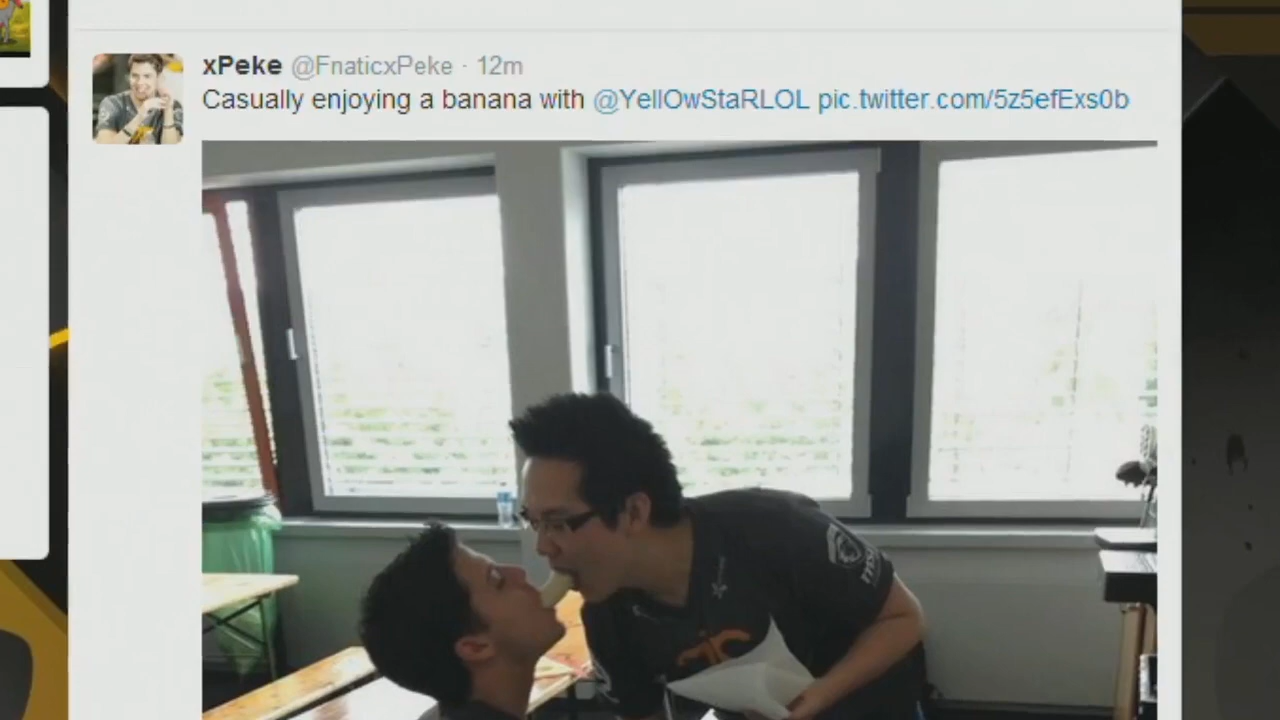 xPeke @FnaticxPeke · 12m
Casually enjoying a banana with @YellOwStaRLOL pic.twitter.com/5z5efExs0b